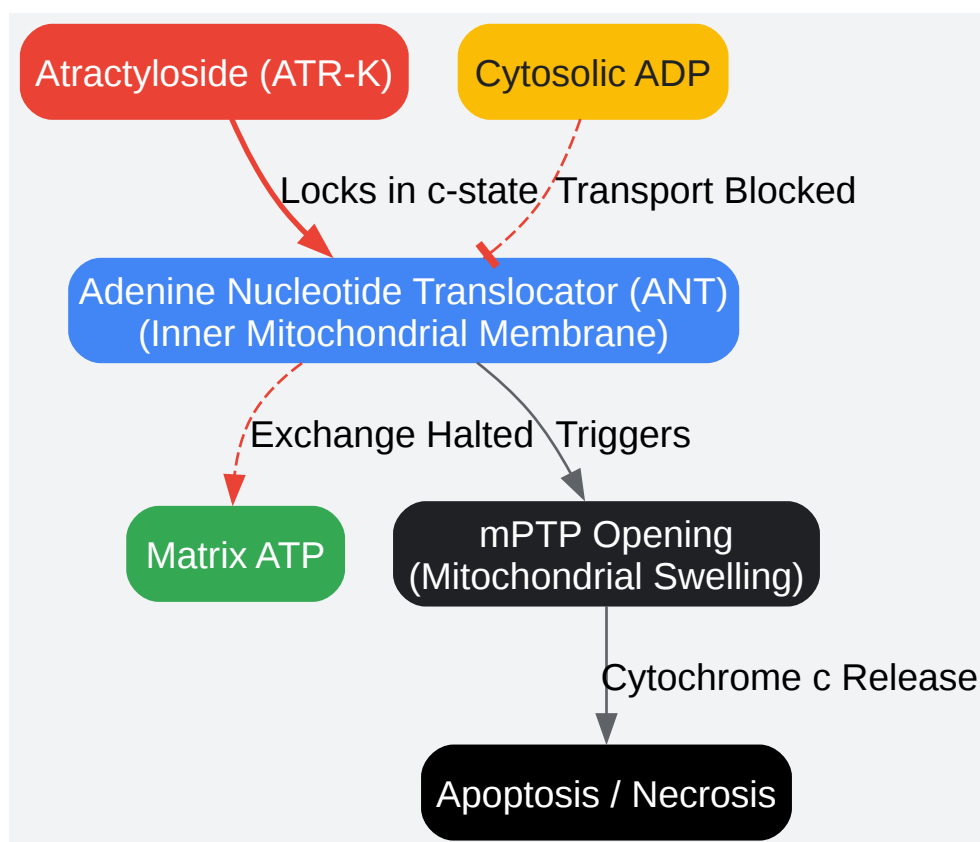 Atractyloside (ATR-K)
Cytosolic ADP
Locks in c-state
Transport Blocked
Adenine Nucleotide Translocator (ANT)
(Inner Mitochondrial Membrane)
Exchange Halted
Triggers
Matrix ATP
mPTP Opening
(Mitochondrial Swelling)
Cytochrome c Release
Apoptosis / Necrosis